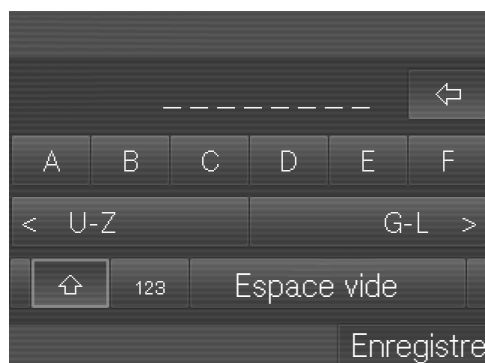 _ _ _ _ _ _ _ _ _
A B C D E F
< U-Z G-L >
123 Espace vide
Enregistre